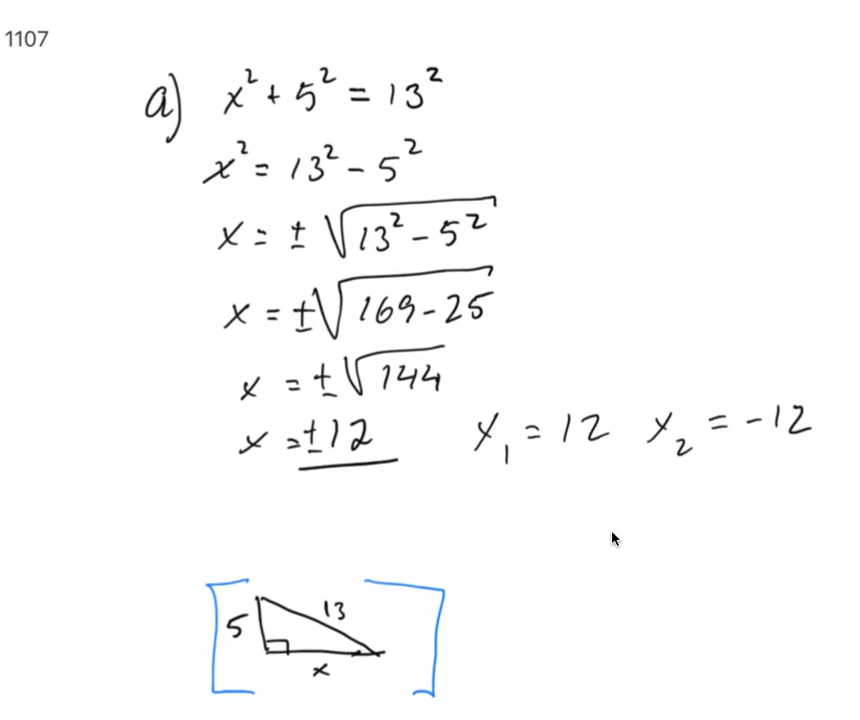 1107
a) x² + 5² = 13²
x² = 13² - 5²
x = ± √(13² - 5²)
x = ±√(169-25)
x = ±√144
x = ±12 x₁ = 12 x₂ = -12
13
5
x